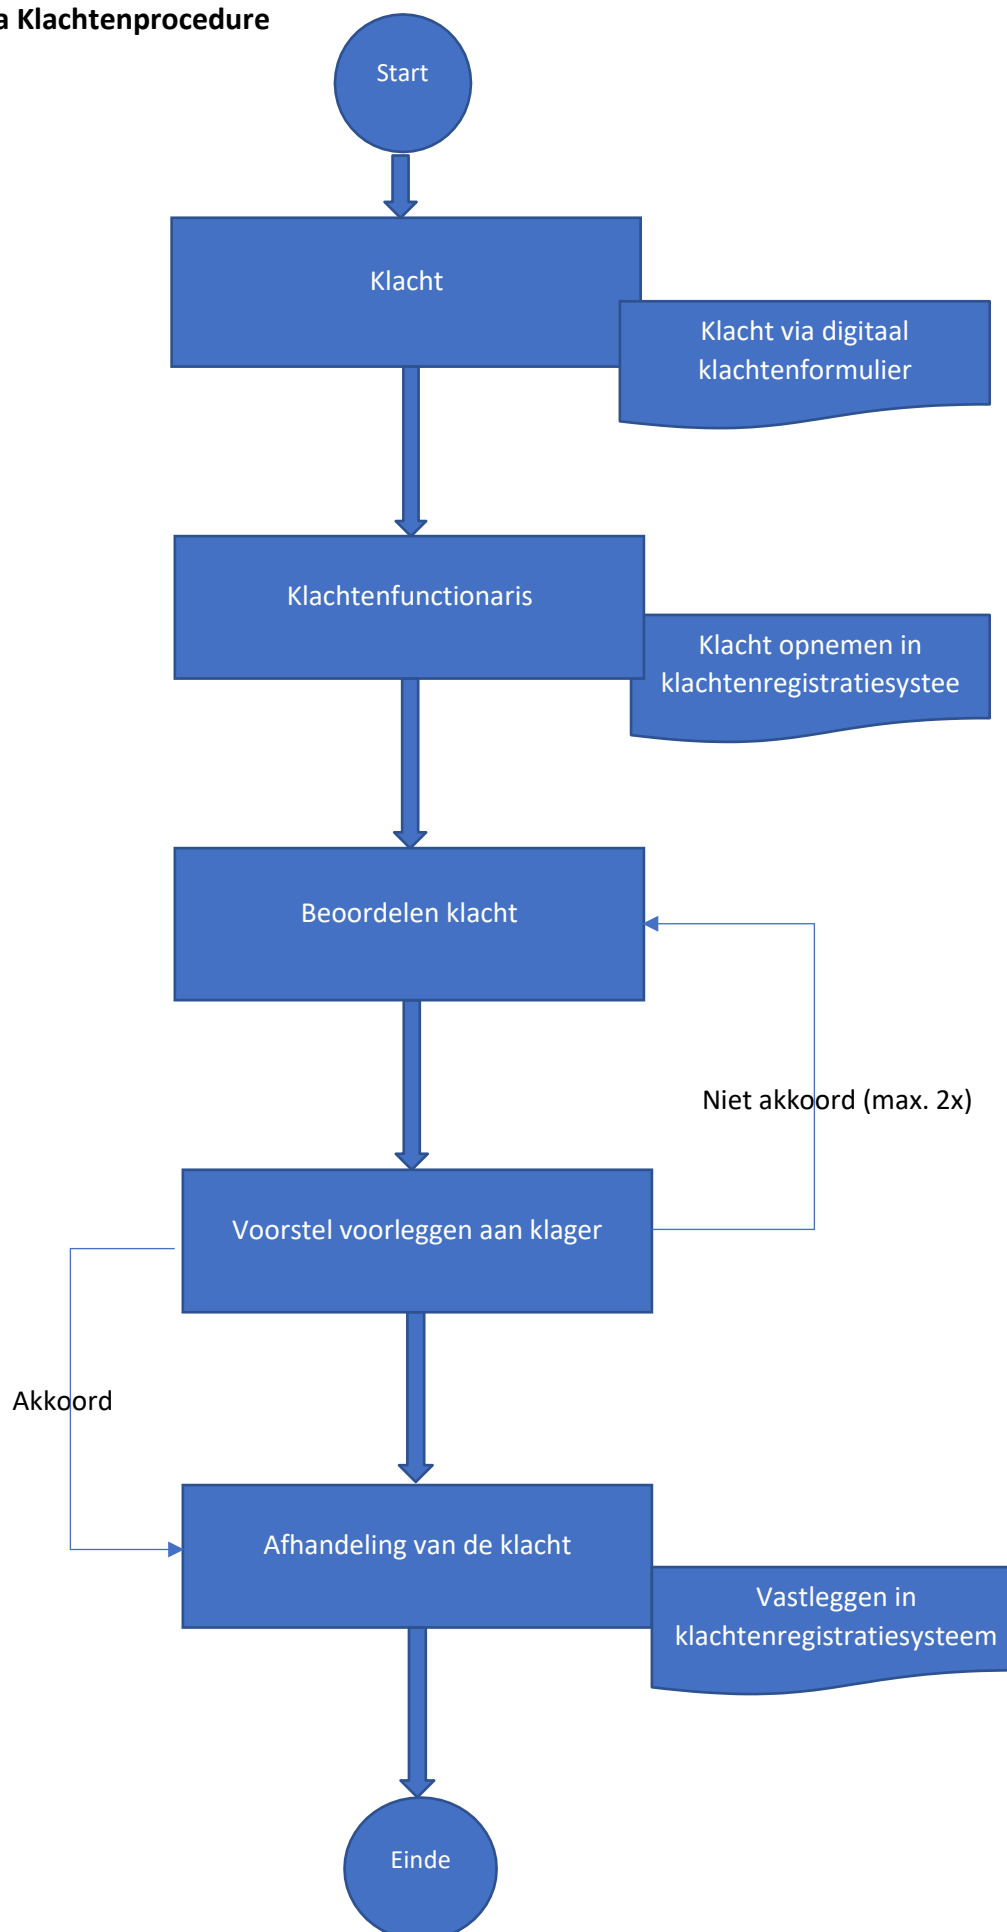 a Klachtenprocedure
Start
Klacht
Klacht via digitaal
klachtenformulier
Klachtenfunctionaris
Klacht opnemen in
klachtenregistratiesystee
Beoordelen klacht
Niet akkoord (max. 2x)
Voorstel voorleggen aan klager
Akkoord
Afhandeling van de klacht
Vastleggen in
klachtenregistratiesysteem
Einde